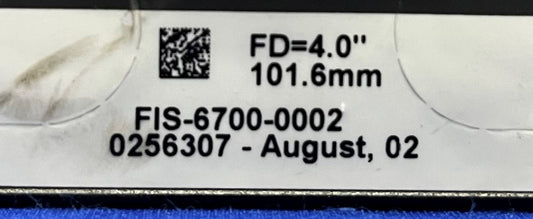 FD=4.0"
101.6mm
FIS-6700-0002
0256307 - August, 02